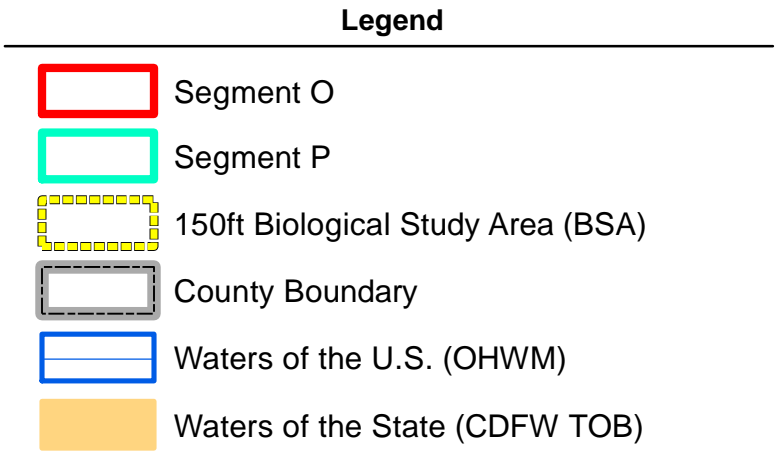 Legend
Segment O
Segment P
150ft Biological Study Area (BSA)
County Boundary
Waters of the U.S. (OHWM)
Waters of the State (CDFW TOB)